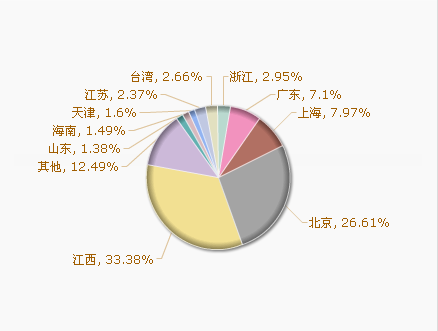 台湾, 2.66%
浙江, 2.95%
江苏, 2.37%
广东, 7.1%
天津, 1.6%
上海, 7.97%
海南, 1.49%
山东, 1.38%
其他, 12.49%
北京, 26.61%
江西, 33.38%